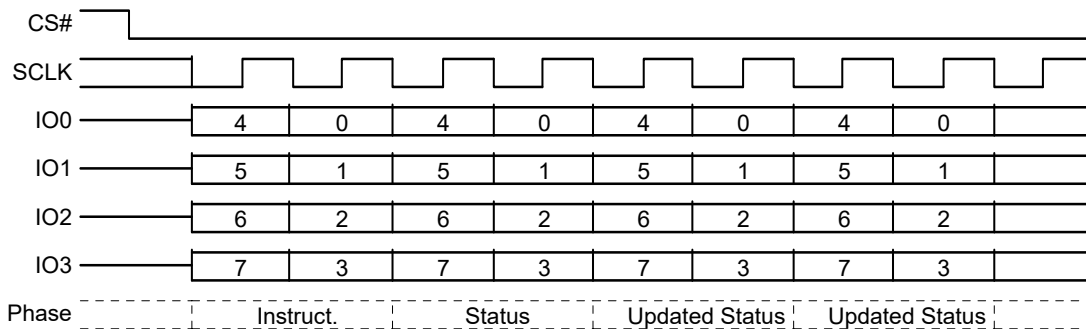 CS#
SCLK
IO0 4 0 4 0 4 0 4 0
IO1 5 1 5 1 5 1 5 1
IO2 6 2 6 2 6 2 6 2
IO3 7 3 7 3 7 3 7 3
Phase Instruct. Status Updated Status Updated Status